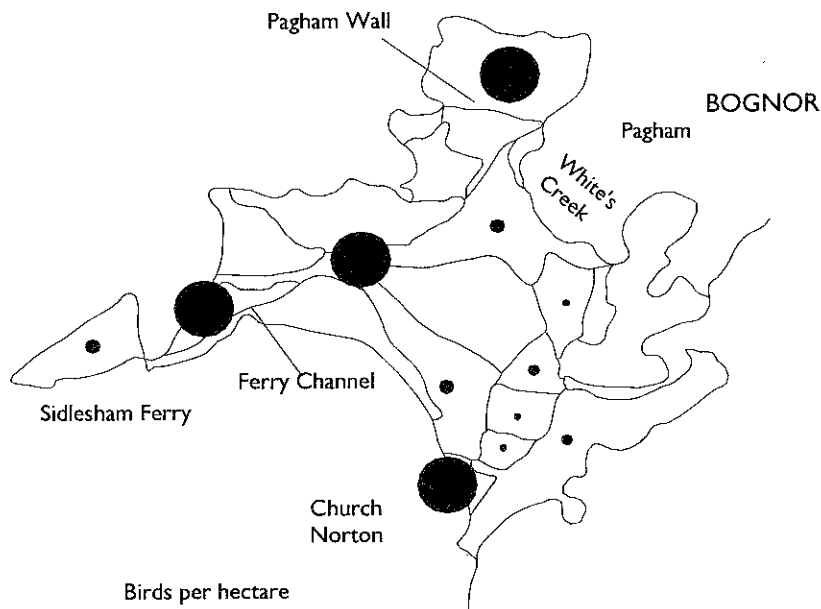 Pagham Wall
BOGNOR
Pagham
White's
Creek
Ferry Channel
Sidlesham Ferry
Church
Norton
Birds per hectare